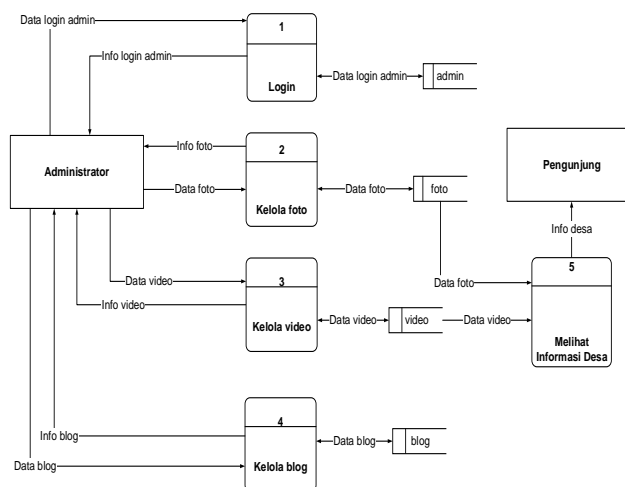 Data login admin
1
Info login admin
Login
Data login admin
admin
Info foto
2
Administrator
Pengunjung
Data foto
Kelola foto
Data foto
foto
Info desa
Data video
3
Info video
Kelola video
Data video
video
Data foto
5
Data video
Melihat
Informasi Desa
4
Info blog
Data blog
Kelola blog
Data blog
blog